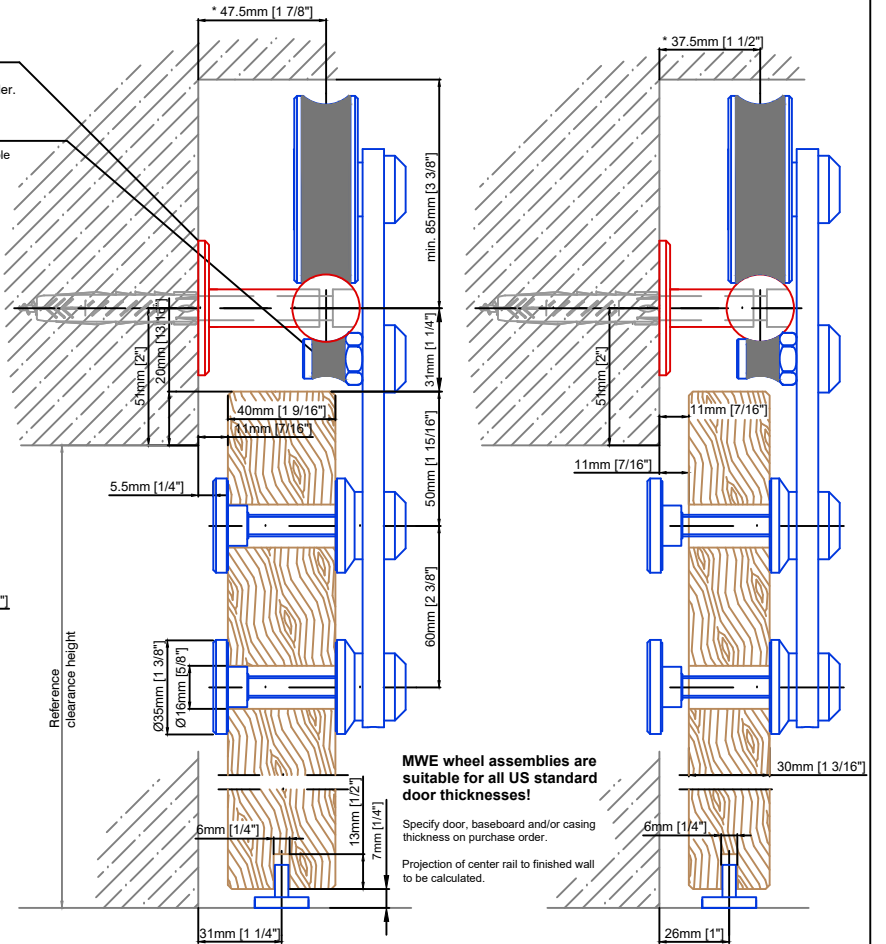 * 47.5mm [1 7/8"]
* 37.5mm [1 1/2"]
er.
le
min. 85mm [3 3/8"]
31mm [1 1/4"]
51mm [2"]
20mm [13/16"]
51mm [2"]
40mm [1 9/16"]
11mm [7/16"]
11mm [7/16"]
11mm [7/16"]
5.5mm [1/4"]
50mm [1 15/16"]
60mm [2 3/8"]
"]
Reference
clearance height
Ø35mm [1 3/8"]
Ø16mm [5/8"]
MWE wheel assemblies are
suitable for all US standard
door thicknesses!
Specify door, baseboard and/or casing
thickness on purchase order.
Projection of center rail to finished wall
to be calculated.
30mm [1 3/16"]
6mm [1/4"]
13mm [1/2"]
7mm [1/4"]
6mm [1/4"]
31mm [1 1/4"]
26mm [1"]